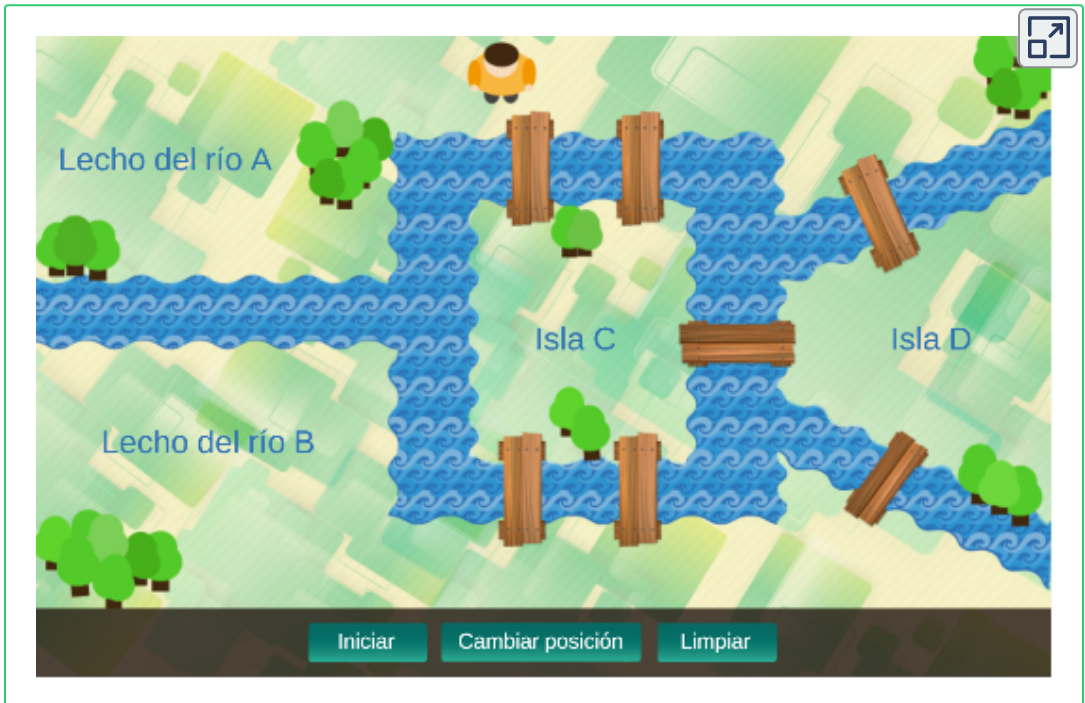 Lecho del río A
Isla C
Isla D
Lecho del río B
Iniciar
Cambiar posición
Limpiar